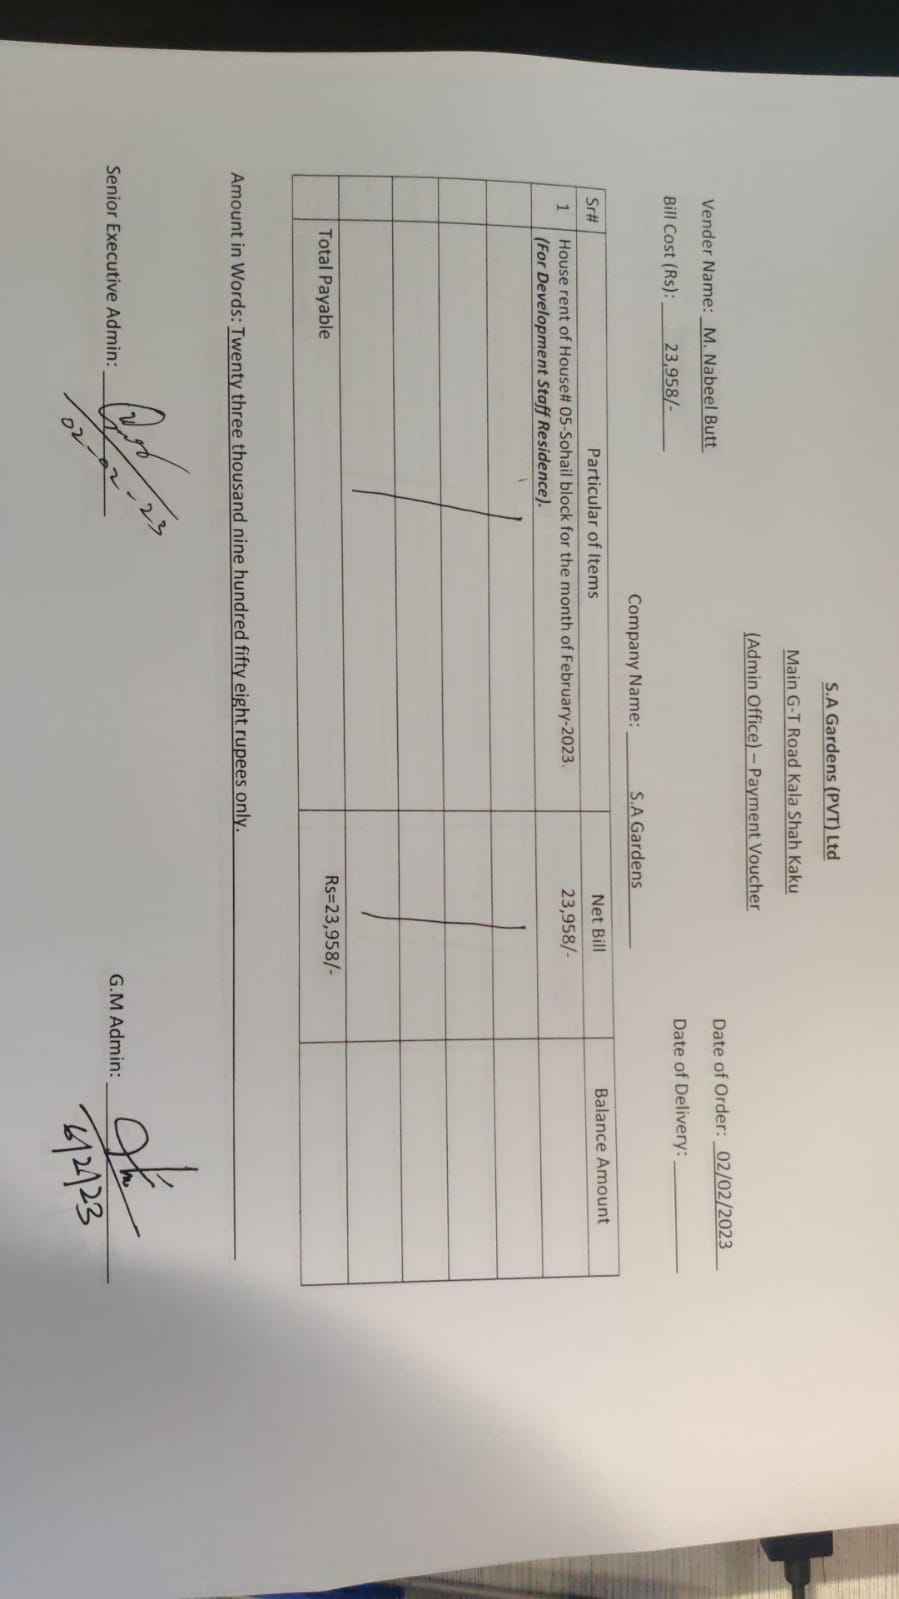 S.A Gardens (PVT) Ltd
Main G-T Road Kala Shah Kaku
(Admin Office) – Payment Voucher
Vender Name: M. Nabeel Butt Date of Order: 02/02/2023
Bill Cost (Rs): 23,958/- Date of Delivery:
Company Name: S.A Gardens
Sr# Particular of Items Net Bill Balance Amount
1 House rent of House# 05-Sohail block for the month of February-2023. 23,958/-
(For Development Staff Residence).
Total Payable Rs=23,958/-
Amount in Words: Twenty three thousand nine hundred fifty eight rupees only.
Senior Executive Admin: G.M Admin:
02-02-23 6/2/23